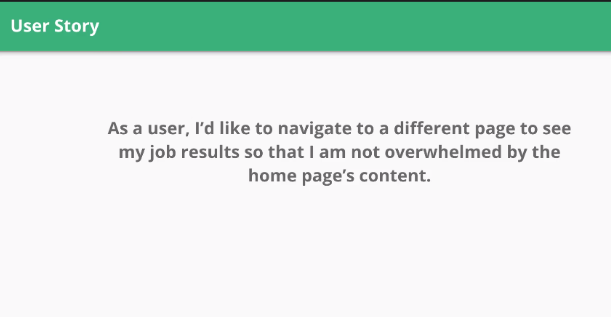 User Story
As a user, I’d like to navigate to a different page to see
my job results so that I am not overwhelmed by the
home page’s content.